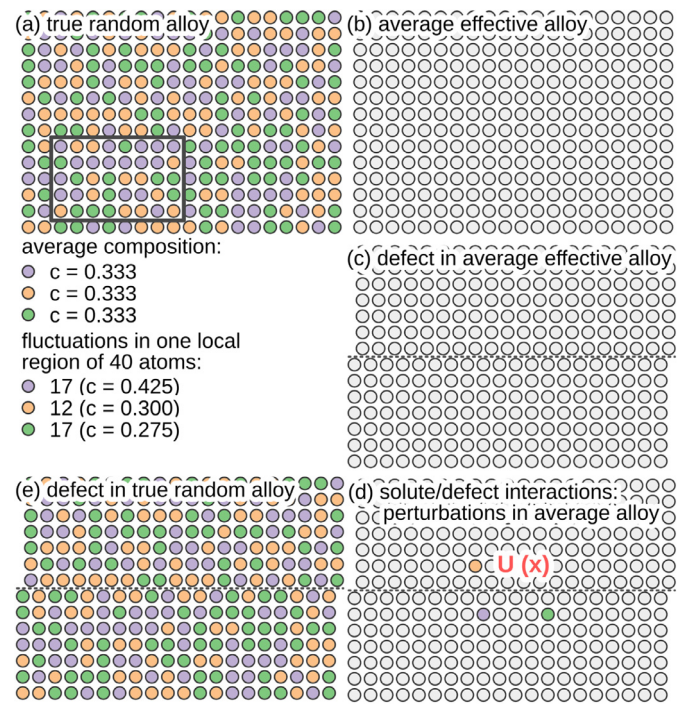 (a) true random alloy
(b) average effective alloy
average composition:
c = 0.333
c = 0.333
c = 0.333
fluctuations in one local
region of 40 atoms:
17 (c = 0.425)
12 (c = 0.300)
17 (c = 0.275)
(c) defect in average effective alloy
(e) defect in true random alloy
(d) solute/defect interactions:
perturbations in average alloy
U (x)